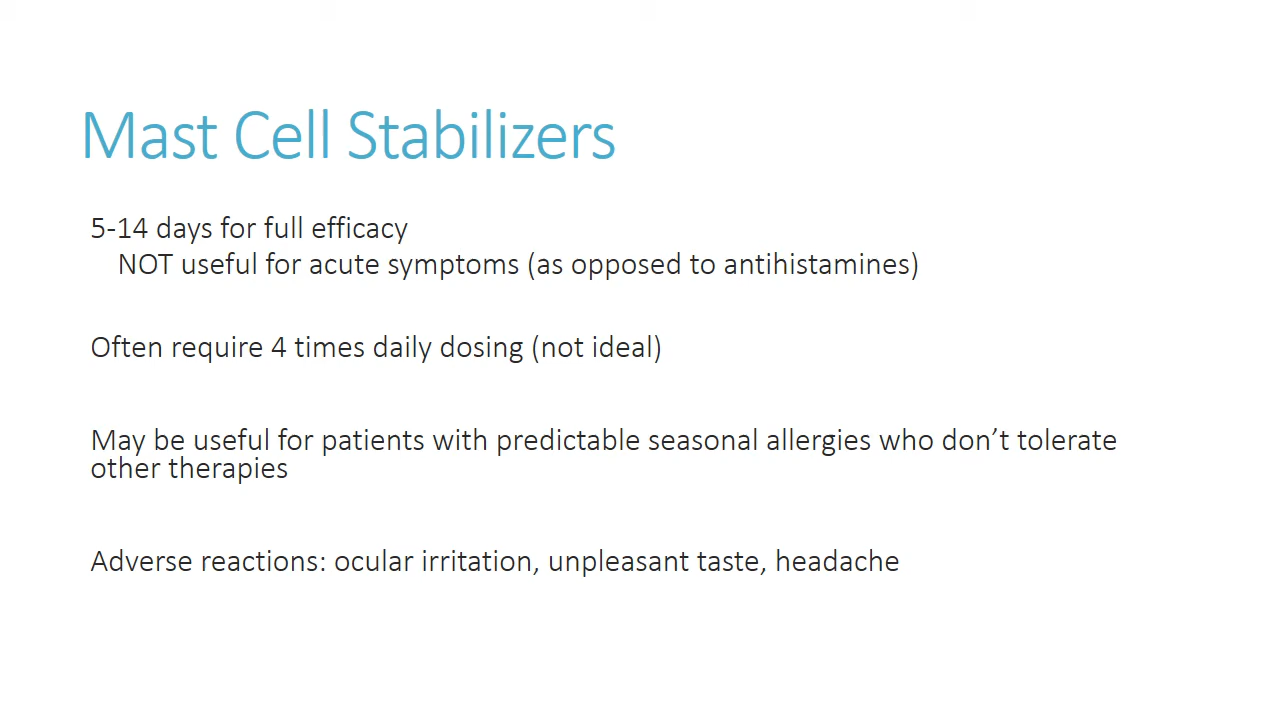 Mast Cell Stabilizers
5-14 days for full efficacy
NOT useful for acute symptoms (as opposed to antihistamines)
Often require 4 times daily dosing (not ideal)
May be useful for patients with predictable seasonal allergies who don’t tolerate
other therapies
Adverse reactions: ocular irritation, unpleasant taste, headache